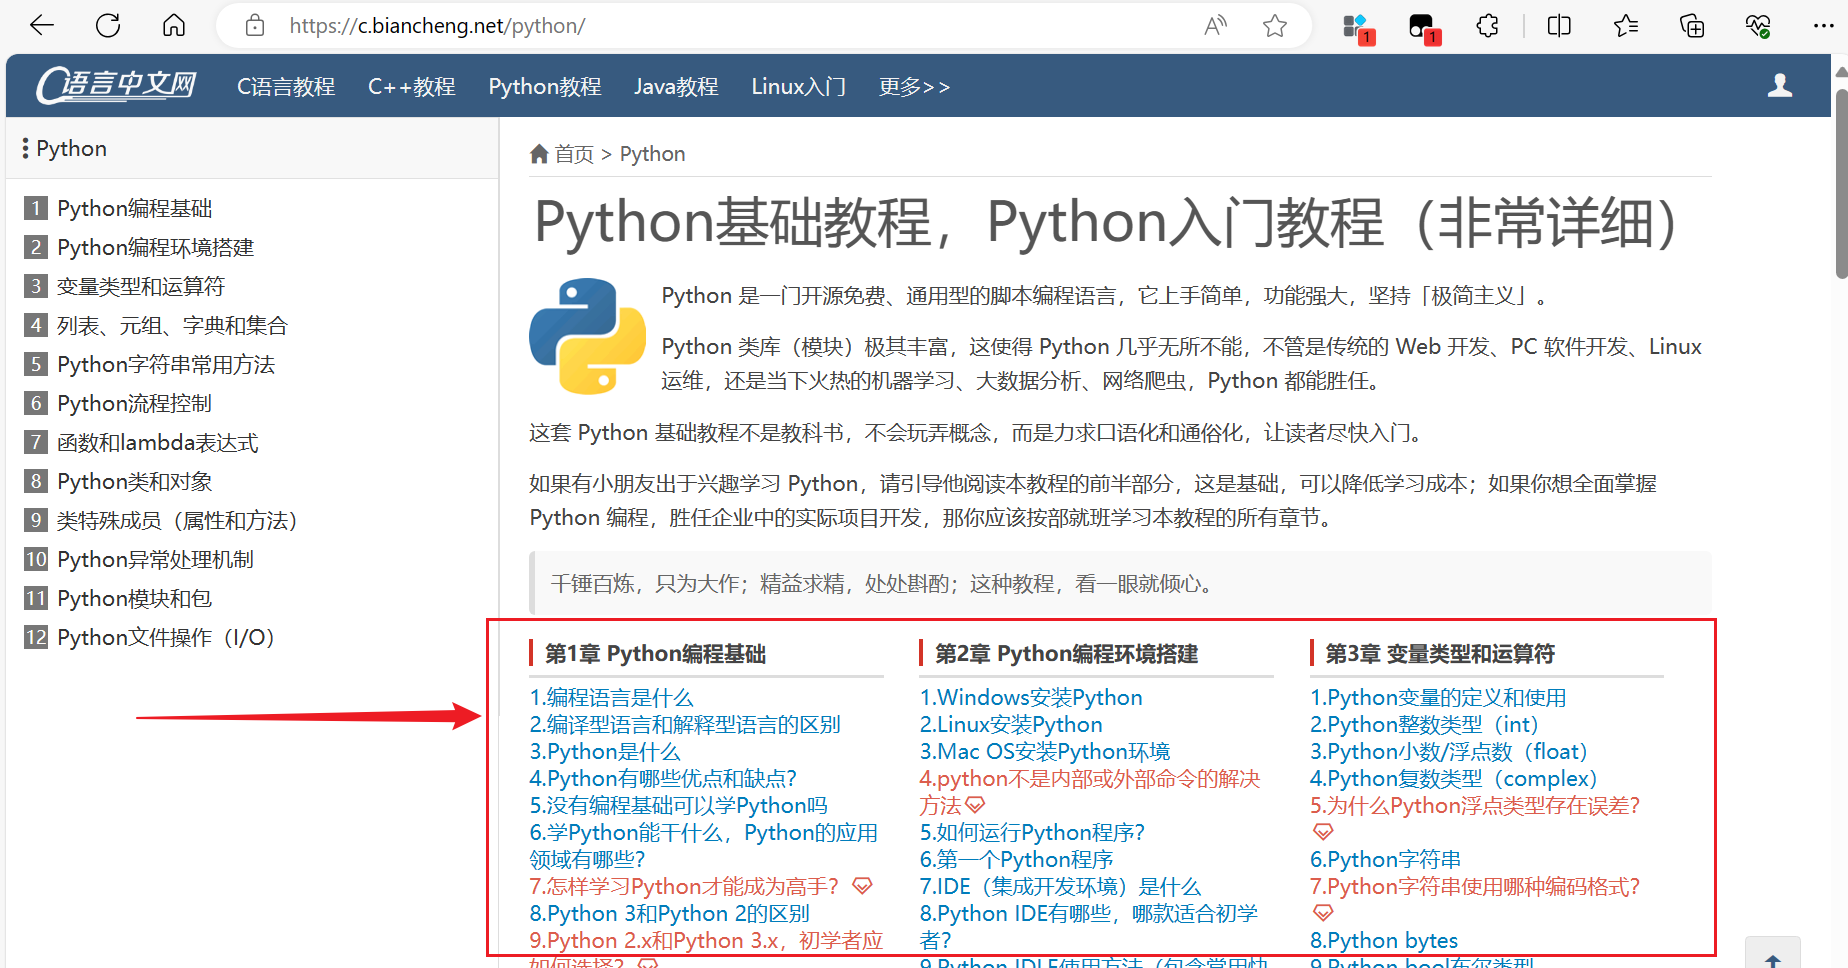 https://c.biancheng.net/python/
1
1
C语言中文网
C语言教程
C++教程
Python教程
Java教程
Linux入门
更多>>
Python
1 Python编程基础
2 Python编程环境搭建
3 变量类型和运算符
4 列表、元组、字典和集合
5 Python字符串常用方法
6 Python流程控制
7 函数和lambda表达式
8 Python类和对象
9 类特殊成员（属性和方法）
10 Python异常处理机制
11 Python模块和包
12 Python文件操作（I/O）
首页 > Python
Python基础教程，Python入门教程（非常详细）
Python 是一门开源免费、通用型的脚本编程语言，它上手简单，功能强大，坚持「极简主义」。
Python 类库（模块）极其丰富，这使得 Python 几乎无所不能，不管是传统的 Web 开发、PC 软件开发、Linux
运维，还是当下火热的机器学习、大数据分析、网络爬虫，Python 都能胜任。
这套 Python 基础教程不是教科书，不会玩弄概念，而是力求口语化和通俗化，让读者尽快入门。
如果有小朋友出于兴趣学习 Python，请引导他阅读本教程的前半部分，这是基础，可以降低学习成本；如果你想全面掌握
Python 编程，胜任企业中的实际项目开发，那你应该按部就班学习本教程的所有章节。
千锤百炼，只为大作；精益求精，处处斟酌；这种教程，看一眼就倾心。
第1章 Python编程基础
1.编程语言是什么
2.编译型语言和解释型语言的区别
3.Python是什么
4.Python有哪些优点和缺点？
5.没有编程基础可以学Python吗
6.学Python能干什么，Python的应用
领域有哪些？
7.怎样学习Python才能成为高手？
8.Python 3和Python 2的区别
9.Python 2.x和Python 3.x，初学者应
如何选择？
第2章 Python编程环境搭建
1.Windows安装Python
2.Linux安装Python
3.Mac OS安装Python环境
4.python不是内部或外部命令的解决
方法
5.如何运行Python程序？
6.第一个Python程序
7.IDE（集成开发环境）是什么
8.Python IDE有哪些，哪款适合初学
者？
9.Python IDLE使用方法（包含常用快
第3章 变量类型和运算符
1.Python变量的定义和使用
2.Python整数类型（int）
3.Python小数/浮点数（float）
4.Python复数类型（complex）
5.为什么Python浮点类型存在误差？
6.Python字符串
7.Python字符串使用哪种编码格式？
8.Python bytes
9.Python bool布尔类型